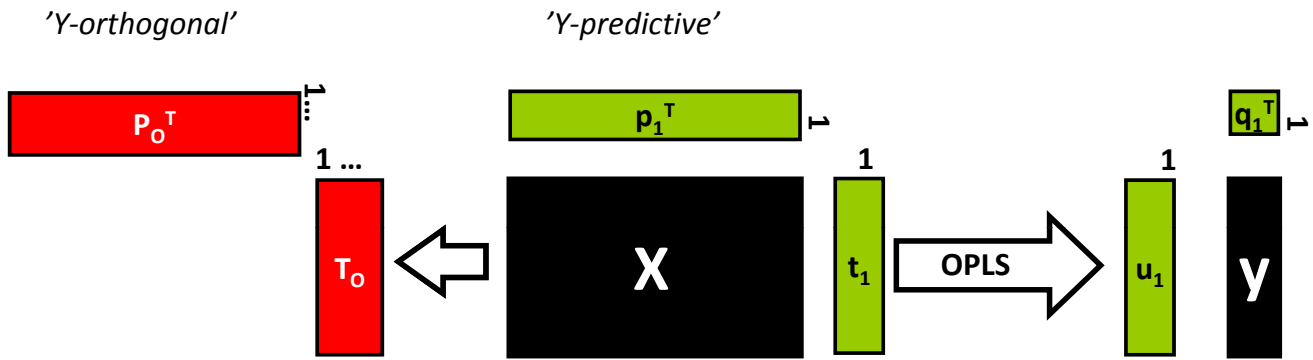 ’Y-orthogonal’
’Y-predictive’
1...
P_O^T
p_1^T
1
q_1^T
1
1 ...
1
1
T_O
X
t_1
OPLS
u_1
y